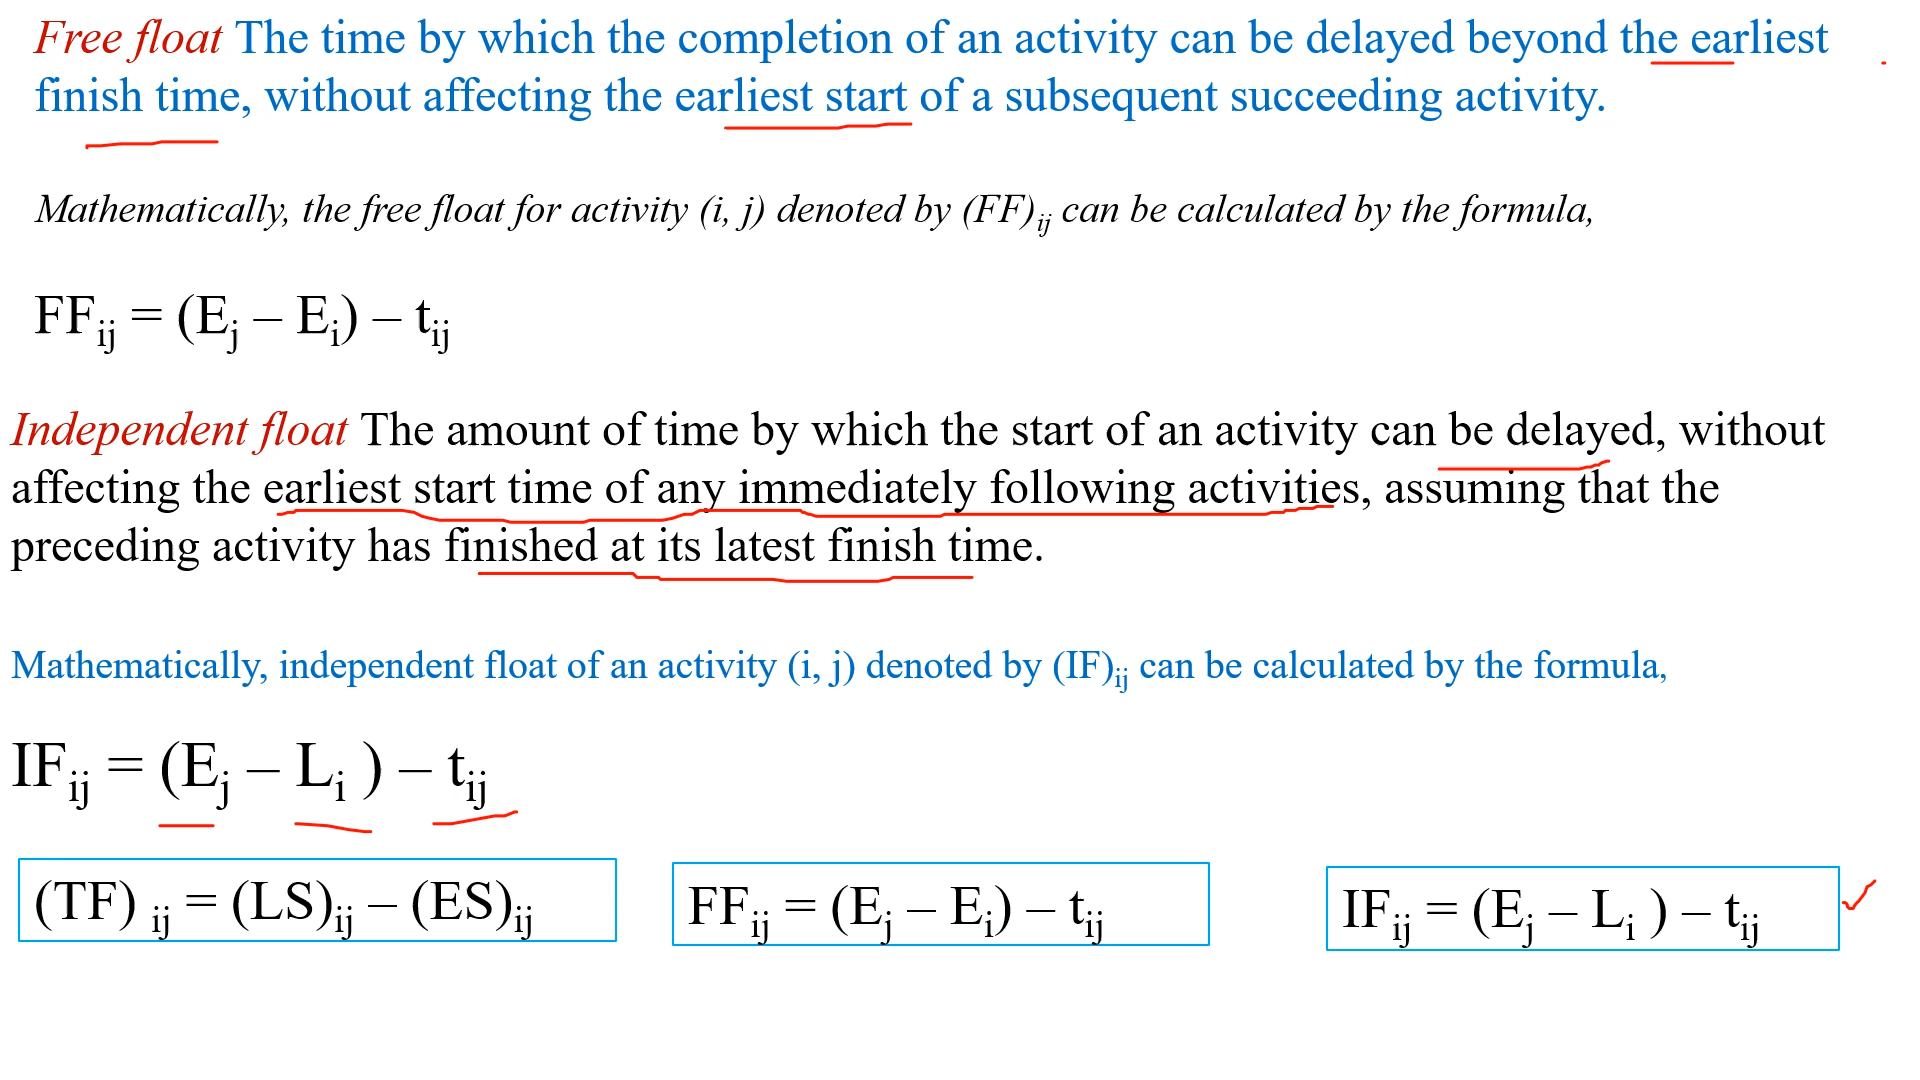 Free float The time by which the completion of an activity can be delayed beyond the earliest
finish time, without affecting the earliest start of a subsequent succeeding activity.
Mathematically, the free float for activity (i, j) denoted by (FF)ij can be calculated by the formula,
FFij = (Ej – Ei) – tij
Independent float The amount of time by which the start of an activity can be delayed, without
affecting the earliest start time of any immediately following activities, assuming that the
preceding activity has finished at its latest finish time.
Mathematically, independent float of an activity (i, j) denoted by (IF)ij can be calculated by the formula,
IFij = (Ej – Li ) – tij
(TF) ij = (LS)ij – (ES)ij
FFij = (Ej – Ei) – tij
IFij = (Ej – Li ) – tij